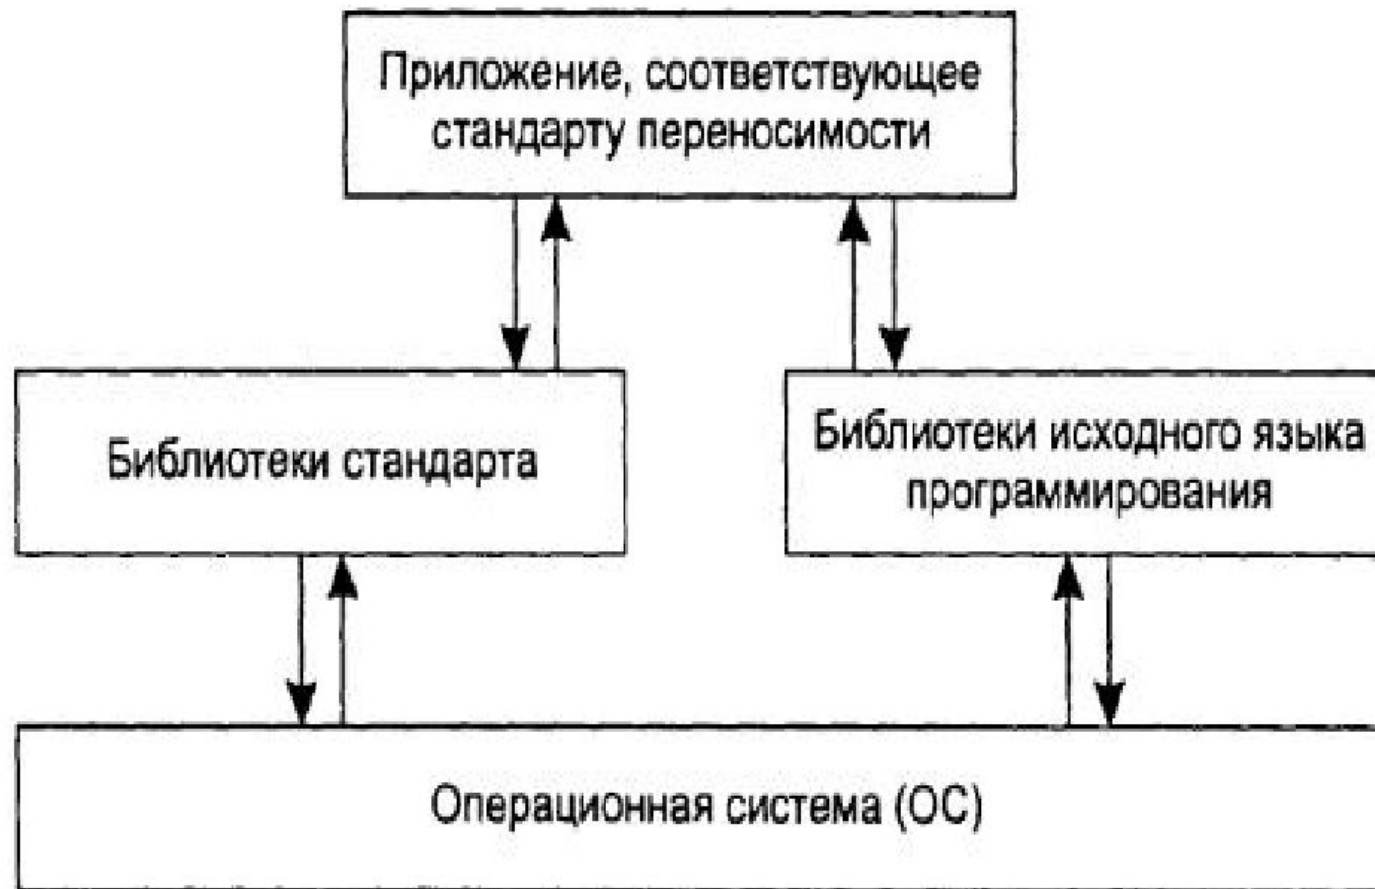 Приложение, соответствующее
стандарту переносимости
Библиотеки стандарта
Библиотеки исходного языка
программирования
Операционная система (ОС)